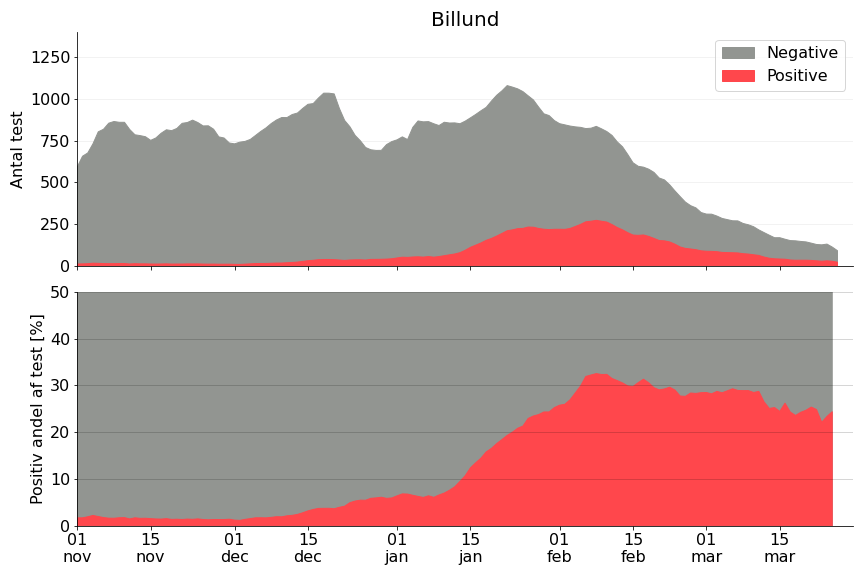 Billund
Antal test
1250
1000
750
500
250
0
Negative
Positive
Positiv andel af test [%]
50
40
30
20
10
0
01 15 01 15 01 15 01 15 01 15
nov nov dec dec jan jan feb feb mar mar